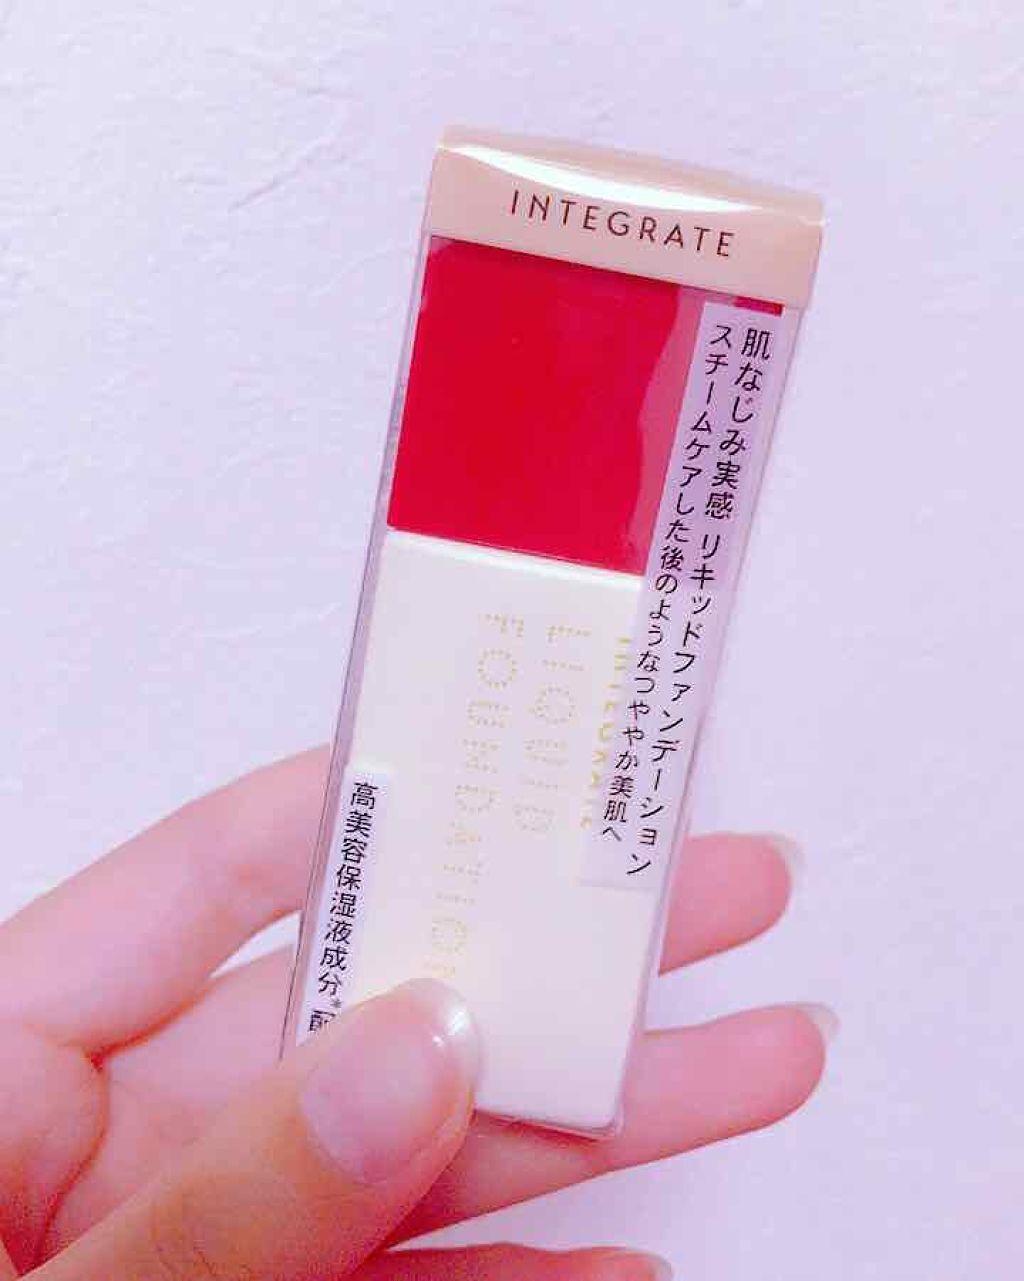 INTEGRATE
肌なじみ実感 リキッドファンデーション
スチームケアした後のようなつややか美肌へ
INTEGRATE
高美容保湿液成分*配